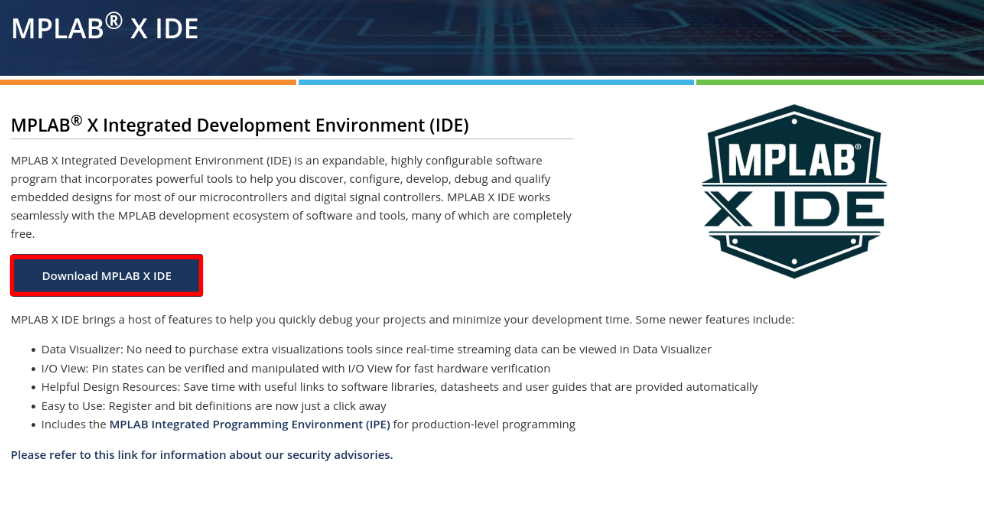 MPLAB® X IDE
MPLAB® X Integrated Development Environment (IDE)
MPLAB X Integrated Development Environment (IDE) is an expandable, highly configurable software
program that incorporates powerful tools to help you discover, configure, develop, debug and qualify
embedded designs for most of our microcontrollers and digital signal controllers. MPLAB X IDE works
seamlessly with the MPLAB development ecosystem of software and tools, many of which are completely
free.
MPLAB®
X IDE
Download MPLAB X IDE
MPLAB X IDE brings a host of features to help you quickly debug your projects and minimize your development time. Some newer features include:
• Data Visualizer: No need to purchase extra visualizations tools since real-time streaming data can be viewed in Data Visualizer
• I/O View: Pin states can be verified and manipulated with I/O View for fast hardware verification
• Helpful Design Resources: Save time with useful links to software libraries, datasheets and user guides that are provided automatically
• Easy to Use: Register and bit definitions are now just a click away
• Includes the MPLAB Integrated Programming Environment (IPE) for production-level programming
Please refer to this link for information about our security advisories.